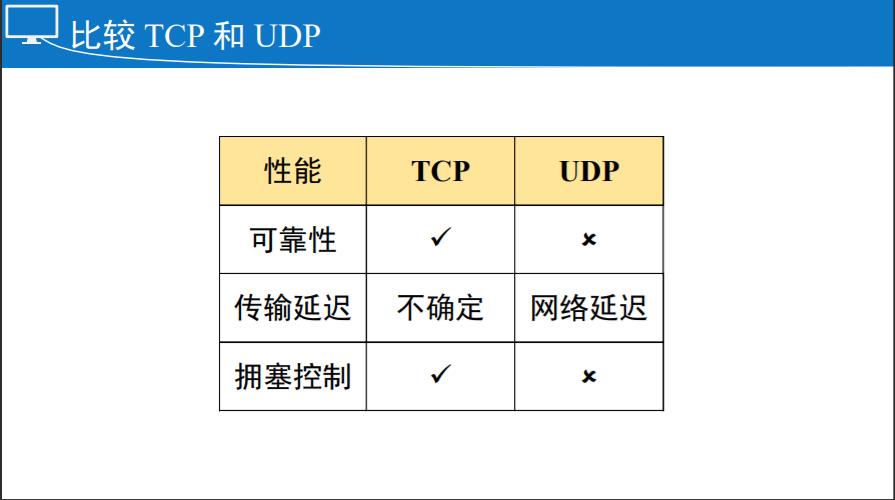 比较 TCP 和 UDP
性能 TCP UDP
可靠性 ✓ ×
传输延迟 不确定 网络延迟
拥塞控制 ✓ ×